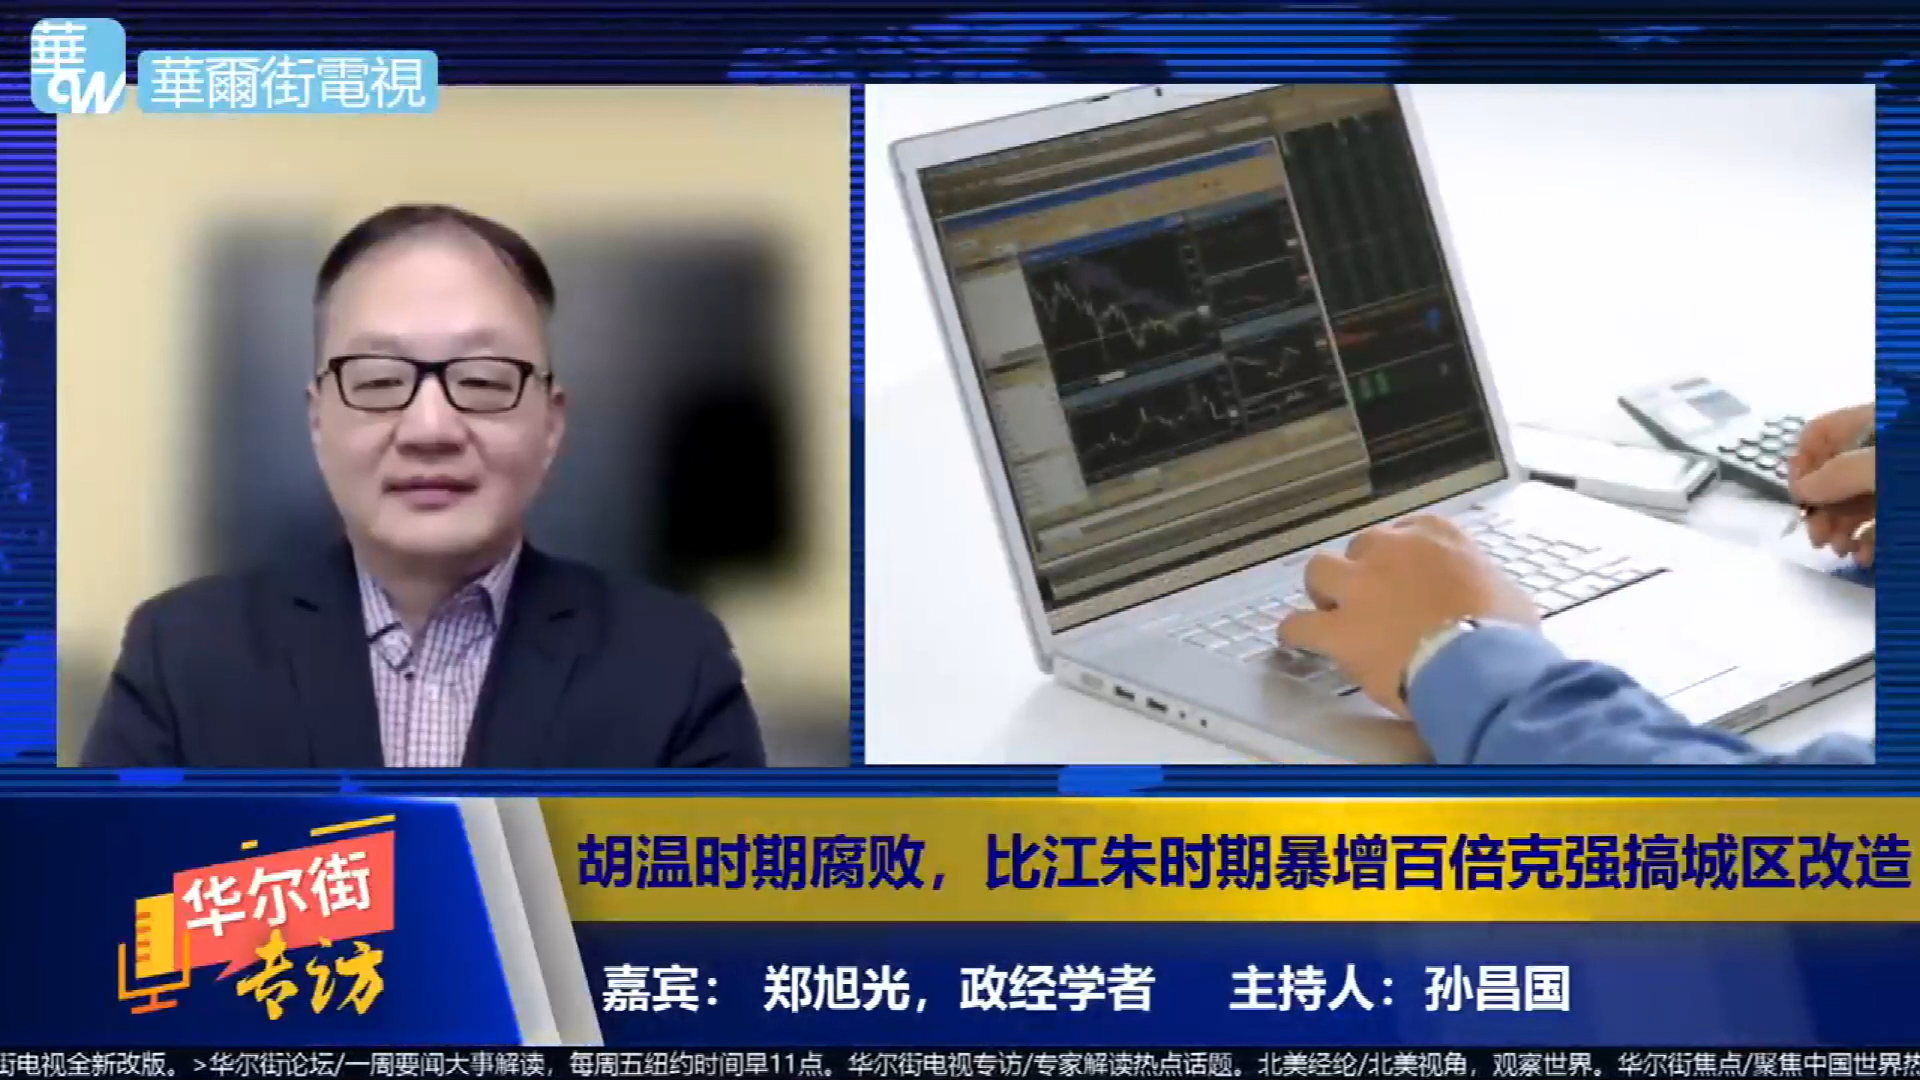 華
cW
華爾街電視
胡温时期腐败，比江朱时期暴增百倍克强搞城区改造
华尔街
专访
嘉宾： 郑旭光，政经学者 主持人：孙昌国
街电视全新改版。>华尔街论坛/一周要闻大事解读，每周五纽约时间早11点。华尔街电视专访/专家解读热点话题。北美经纶/北美视角，观察世界。华尔街焦点/聚焦中国世界热